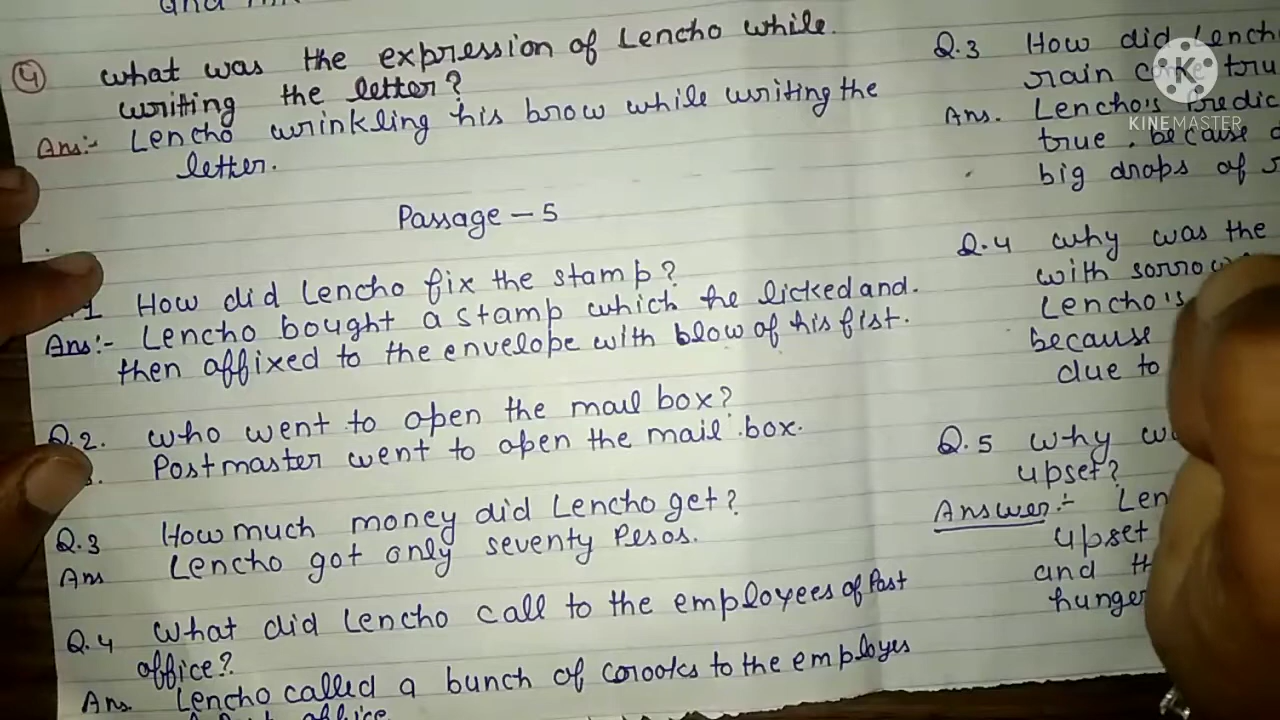 ④ What was the expression of Lencho while.
writing the letter?
Ans:- Lencho wrinkling his brow while writing the
letter.
Passage - 5
1 How did Lencho fix the stamp?
Ans:- Lencho bought a stamp which he licked and.
then affixed to the envelope with blow of his fist.
Q.2. Who went to open the mail box?
Postmaster went to open the mail box.
Q.3 How much money did Lencho get?
Ans Lencho got only seventy Pesos.
Q.4 What did Lencho call to the employees of Post
office?
Ans. Lencho called a bunch of corooks to the employes
office.
Q.3 How did Lench
rain
Ans. Lencho's Predic
true. because
big drops of
Q.4 Why was the
with sorrow
Lencho's
because
due to
Q.5 Why
upset?
Answer:- Len
upset
and
hunger
KINEMASTER